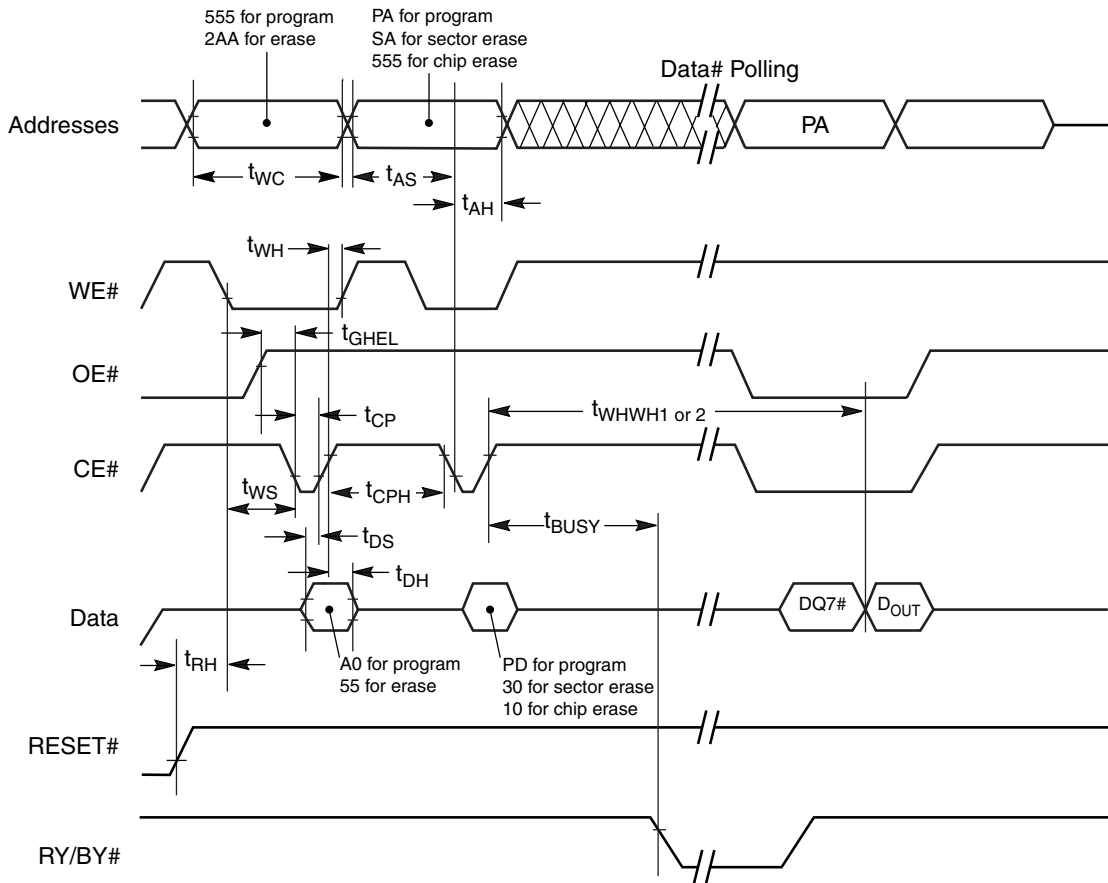 555 for program
2AA for erase
PA for program
SA for sector erase
555 for chip erase
Data# Polling
Addresses
PA
tWC
tAS
tAH
tWH
WE#
tGHEL
OE#
tWHWH1 or 2
tCP
CE#
tWS
tCPH
tBUSY
tDS
tDH
Data
DQ7#
DOUT
tRH
A0 for program
55 for erase
PD for program
30 for sector erase
10 for chip erase
RESET#
RY/BY#